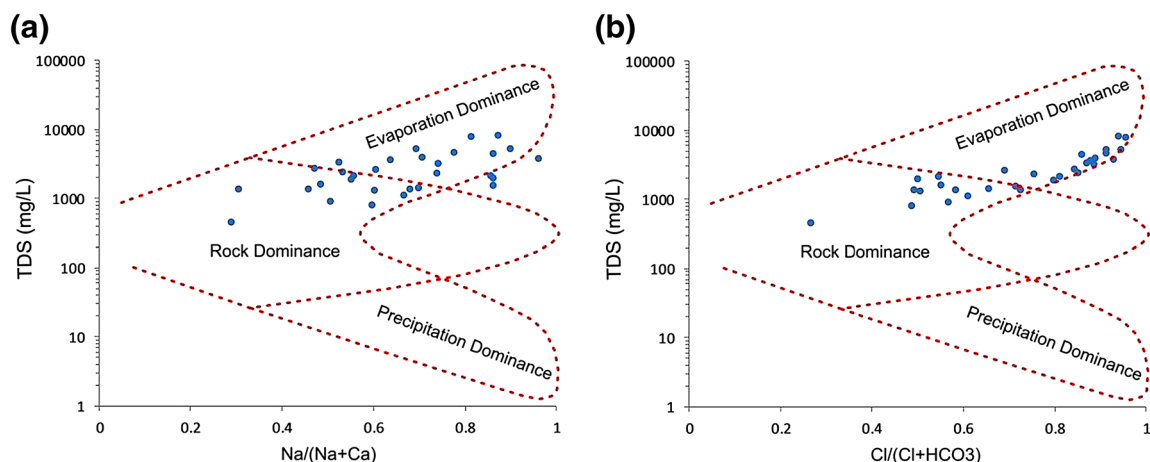 (a)
100000
10000
1000
100
10
1
TDS (mg/L)
Evaporation Dominance
Rock Dominance
Precipitation Dominance
0 0.2 0.4 0.6 0.8 1
Na/(Na+Ca)
(b)
100000
10000
1000
100
10
1
TDS (mg/L)
Evaporation Dominance
Rock Dominance
Precipitation Dominance
0 0.2 0.4 0.6 0.8 1
Cl/(Cl+HCO3)